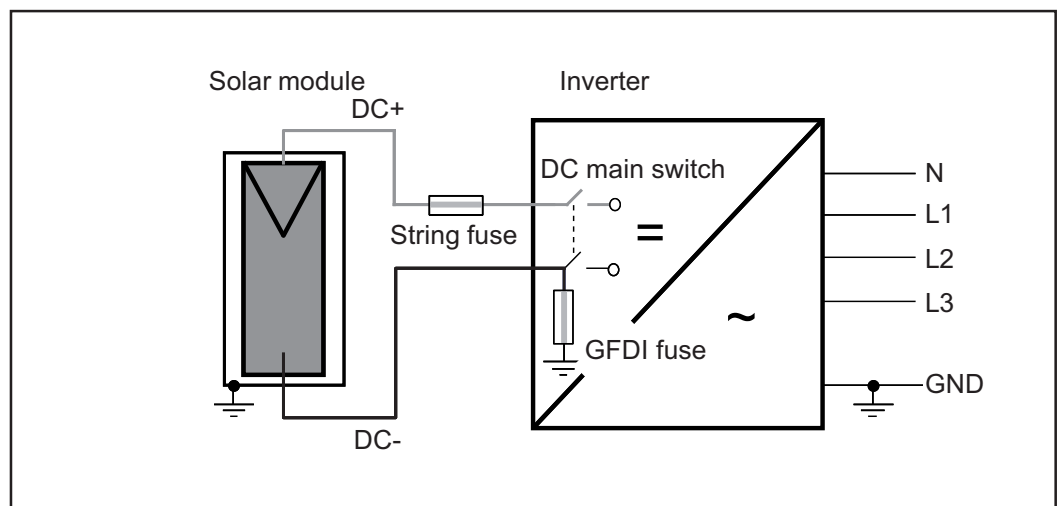 Solar module
Inverter
DC+
DC main switch
N
=
L1
String fuse
L2
~
L3
GFDI fuse
GND
DC-